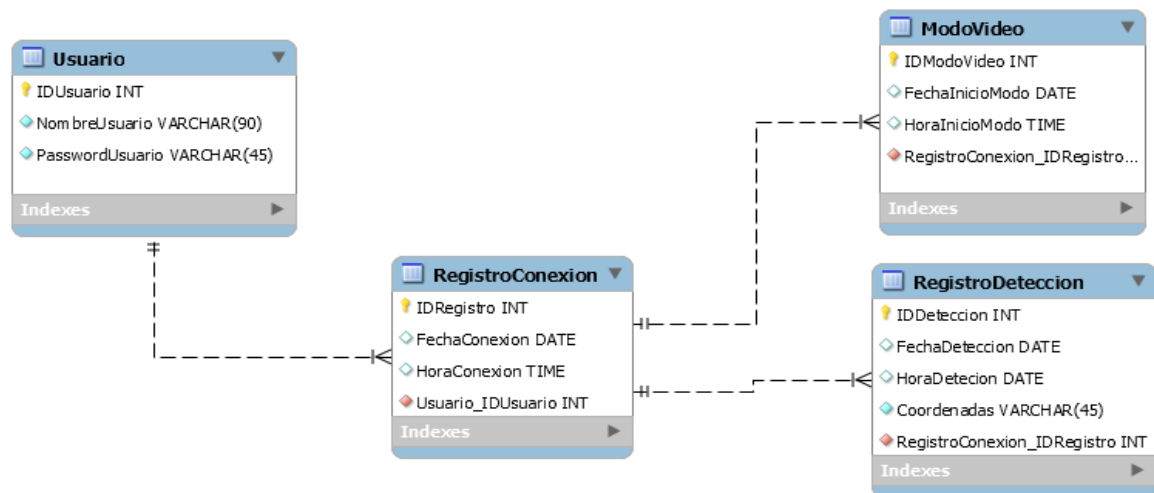 Usuario
IDUsuario INT
NombreUsuario VARCHAR(90)
PasswordUsuario VARCHAR(45)
Indexes
RegistroConexion
IDRegistro INT
FechaConexion DATE
HoraConexion TIME
Usuario_IDUsuario INT
Indexes
ModoVideo
IDModoVideo INT
FechaInicioModo DATE
HoraInicioModo TIME
RegistroConexion_IDRegistro...
Indexes
RegistroDeteccion
IDDeteccion INT
FechaDeteccion DATE
HoraDetecion DATE
Coordenadas VARCHAR(45)
RegistroConexion_IDRegistro INT
Indexes